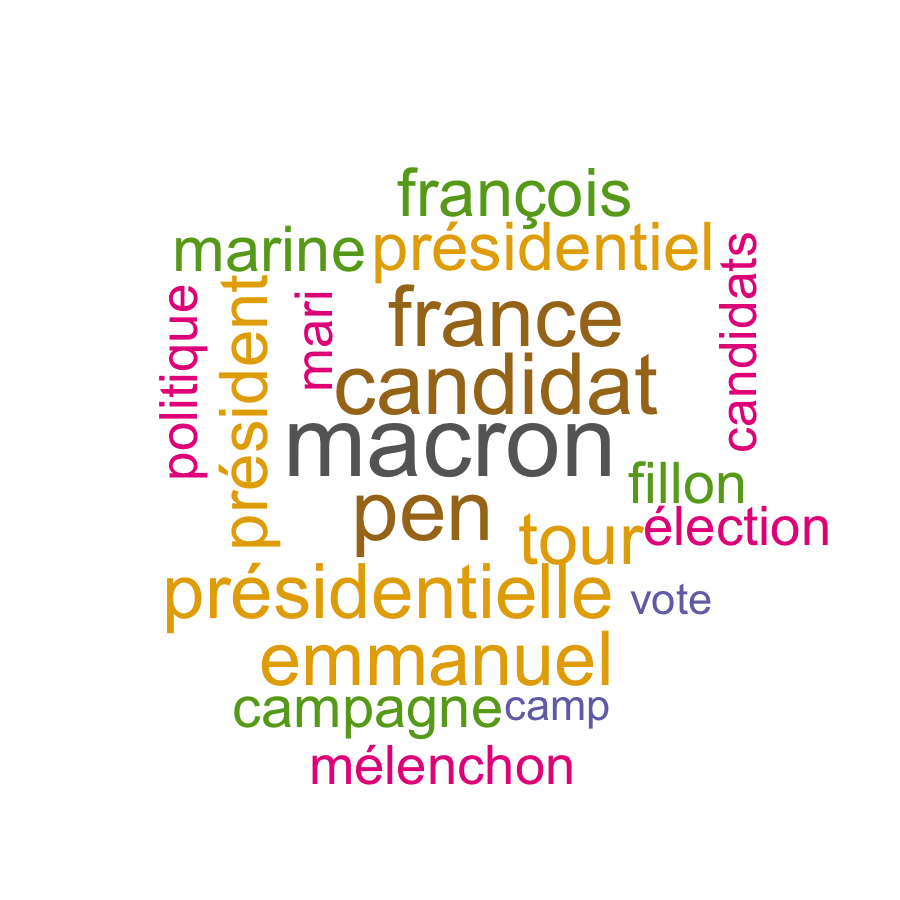 françois
marine
présidentiel
candidats
politique
président
mari
france
candidat
macron
fillon
pen
tour
élection
présidentielle
vote
emmanuel
campagne
camp
mélenchon